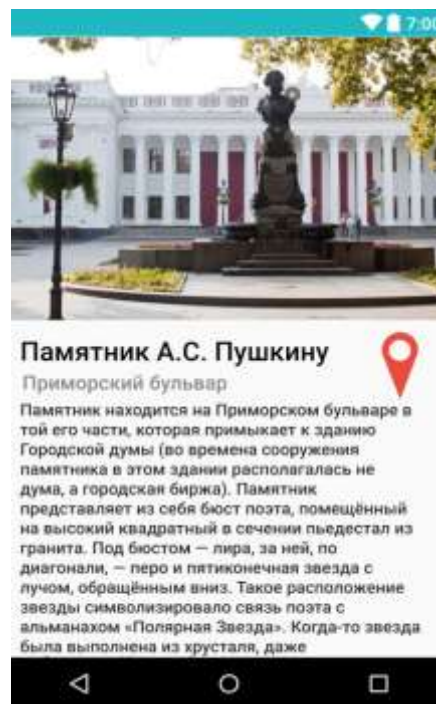 7:00
Памятник А.С. Пушкину
Приморский бульвар
Памятник находится на Приморском бульваре в
той его части, которая примыкает к зданию
Городской думы (во времена сооружения
памятника в этом здании располагалась не
дума, а городская биржа). Памятник
представляет из себя бюст поэта, помещённый
на высокий квадратный в сечении пьедестал из
гранита. Под бюстом — лира, за ней, по
диагонали, — перо и пятиконечная звезда с
лучом, обращённым вниз. Такое расположение
звезды символизировало связь поэта с
альманахом «Полярная Звезда». Когда-то звезда
была выполнена из хрусталя, даже